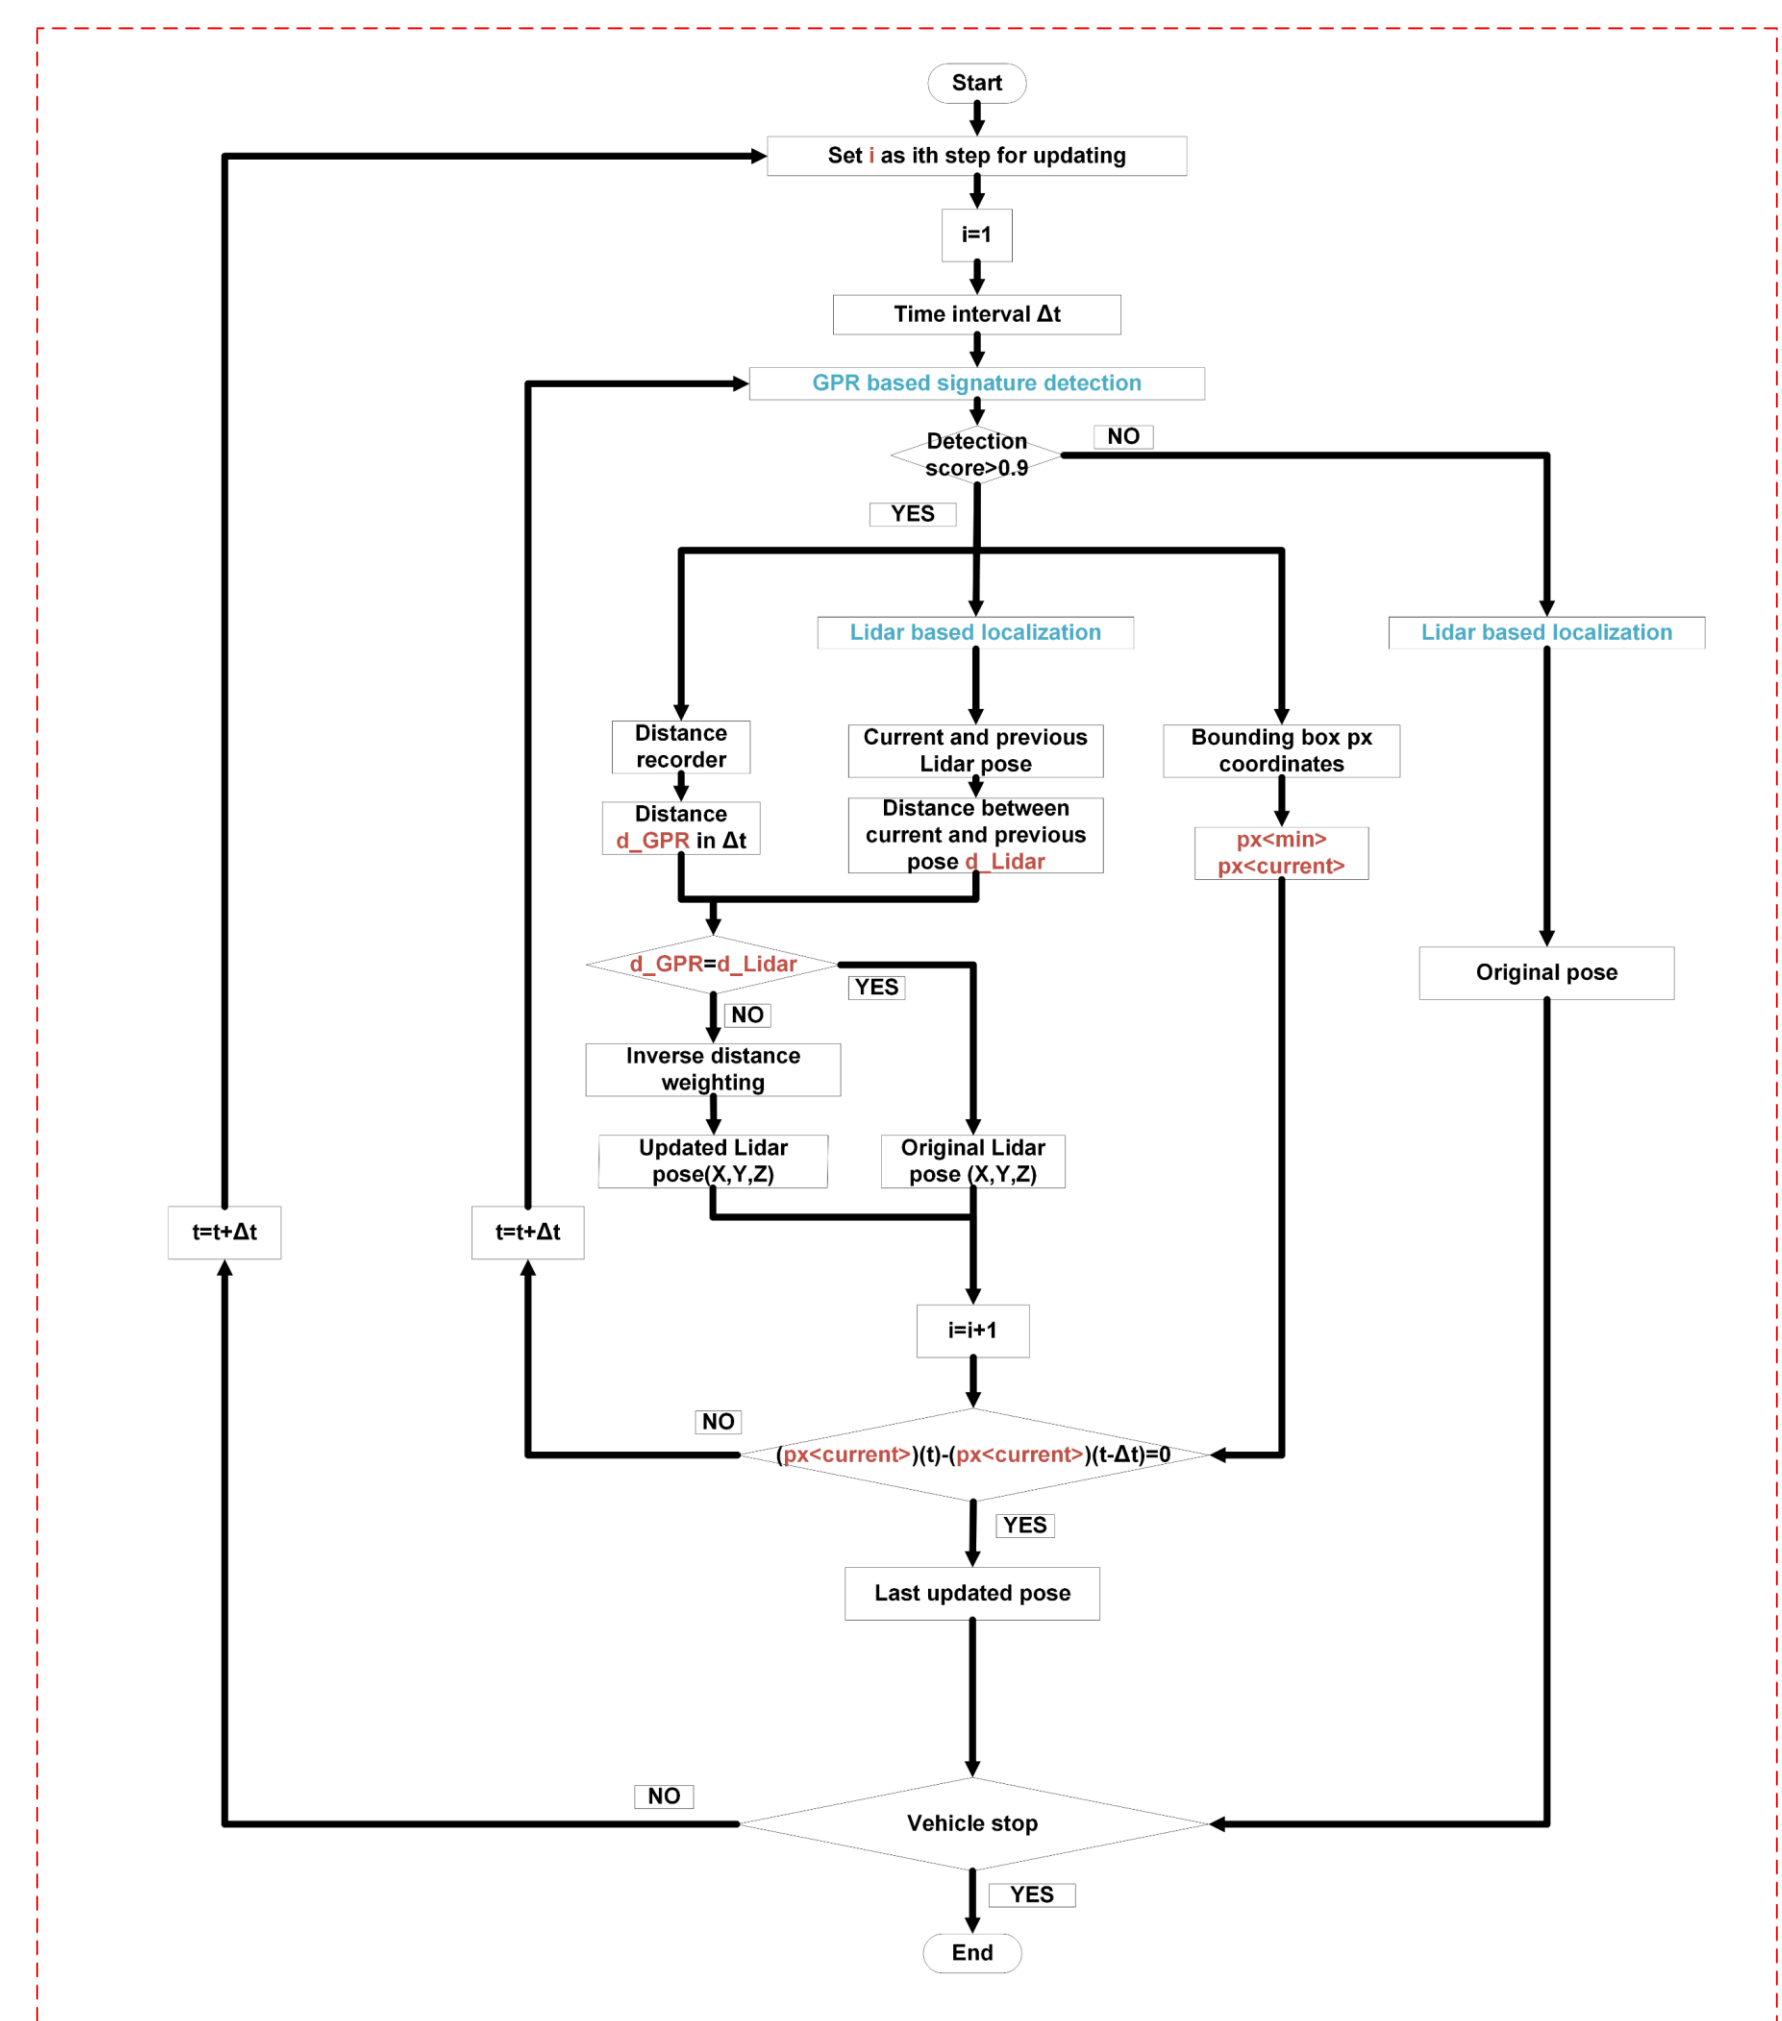 Start
Set i as ith step for updating
i=1
Time interval Δt
GPR based signature detection
Detection
score>0.9
NO
YES
Lidar based localization
Lidar based localization
Distance
recorder
Current and previous
Lidar pose
Bounding box px
coordinates
Distance
d_GPR in Δt
Distance between
current and previous
pose d_Lidar
px<min>
px<current>
d_GPR=d_Lidar
YES
NO
Original pose
Inverse distance
weighting
Updated Lidar
pose(X,Y,Z)
Original Lidar
pose (X,Y,Z)
t=t+Δt
t=t+Δt
i=i+1
NO
(px<current>)(t)-(px<current>)(t-Δt)=0
YES
Last updated pose
NO
Vehicle stop
YES
End